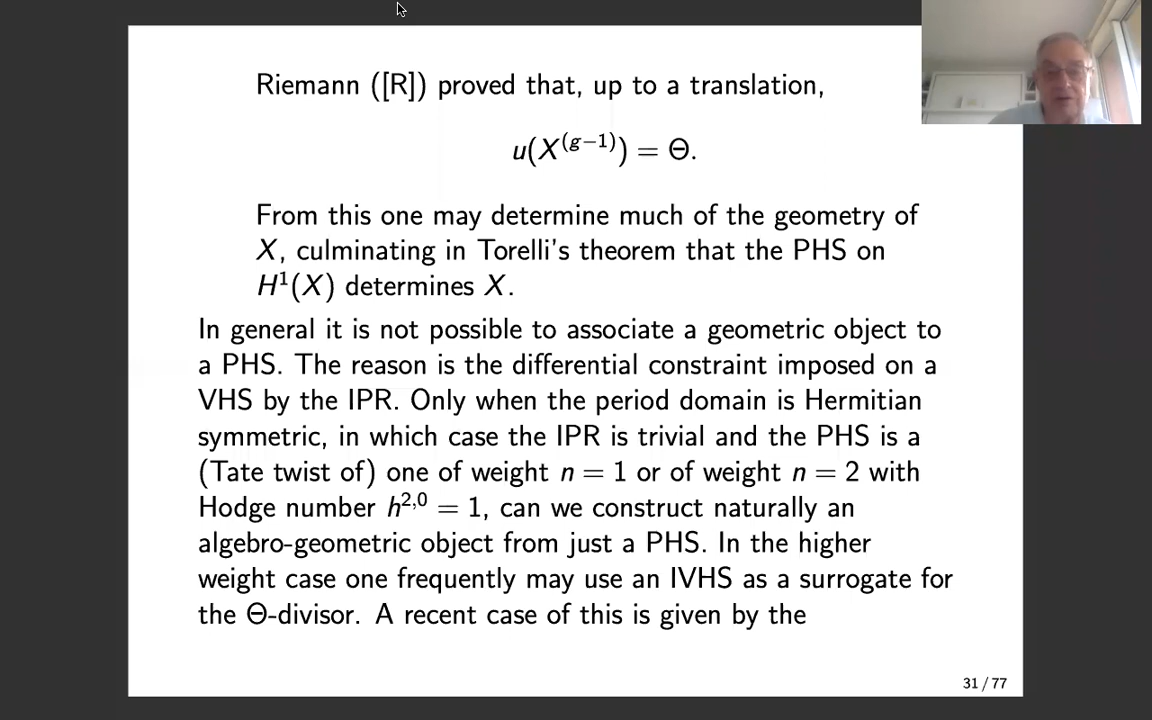 Riemann ([R]) proved that, up to a translation,
u(X^(g−1)) = Θ.
From this one may determine much of the geometry of
X, culminating in Torelli's theorem that the PHS on
H¹(X) determines X.
In general it is not possible to associate a geometric object to
a PHS. The reason is the differential constraint imposed on a
VHS by the IPR. Only when the period domain is Hermitian
symmetric, in which case the IPR is trivial and the PHS is a
(Tate twist of) one of weight n = 1 or of weight n = 2 with
Hodge number h^2,0 = 1, can we construct naturally an
algebro-geometric object from just a PHS. In the higher
weight case one frequently may use an IVHS as a surrogate for
the Θ-divisor. A recent case of this is given by the
31 / 77